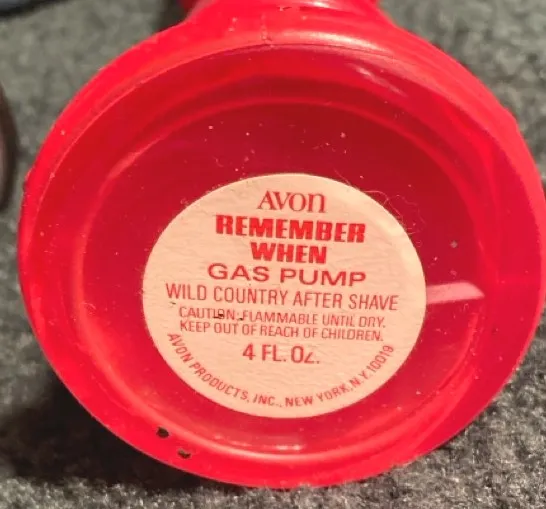 AVON
REMEMBER
WHEN
GAS PUMP
WILD COUNTRY AFTER SHAVE
CAUTION: FLAMMABLE UNTIL DRY.
KEEP OUT OF REACH OF CHILDREN.
4 FL. OZ.
AVON PRODUCTS, INC., NEW YORK, N.Y. 10019